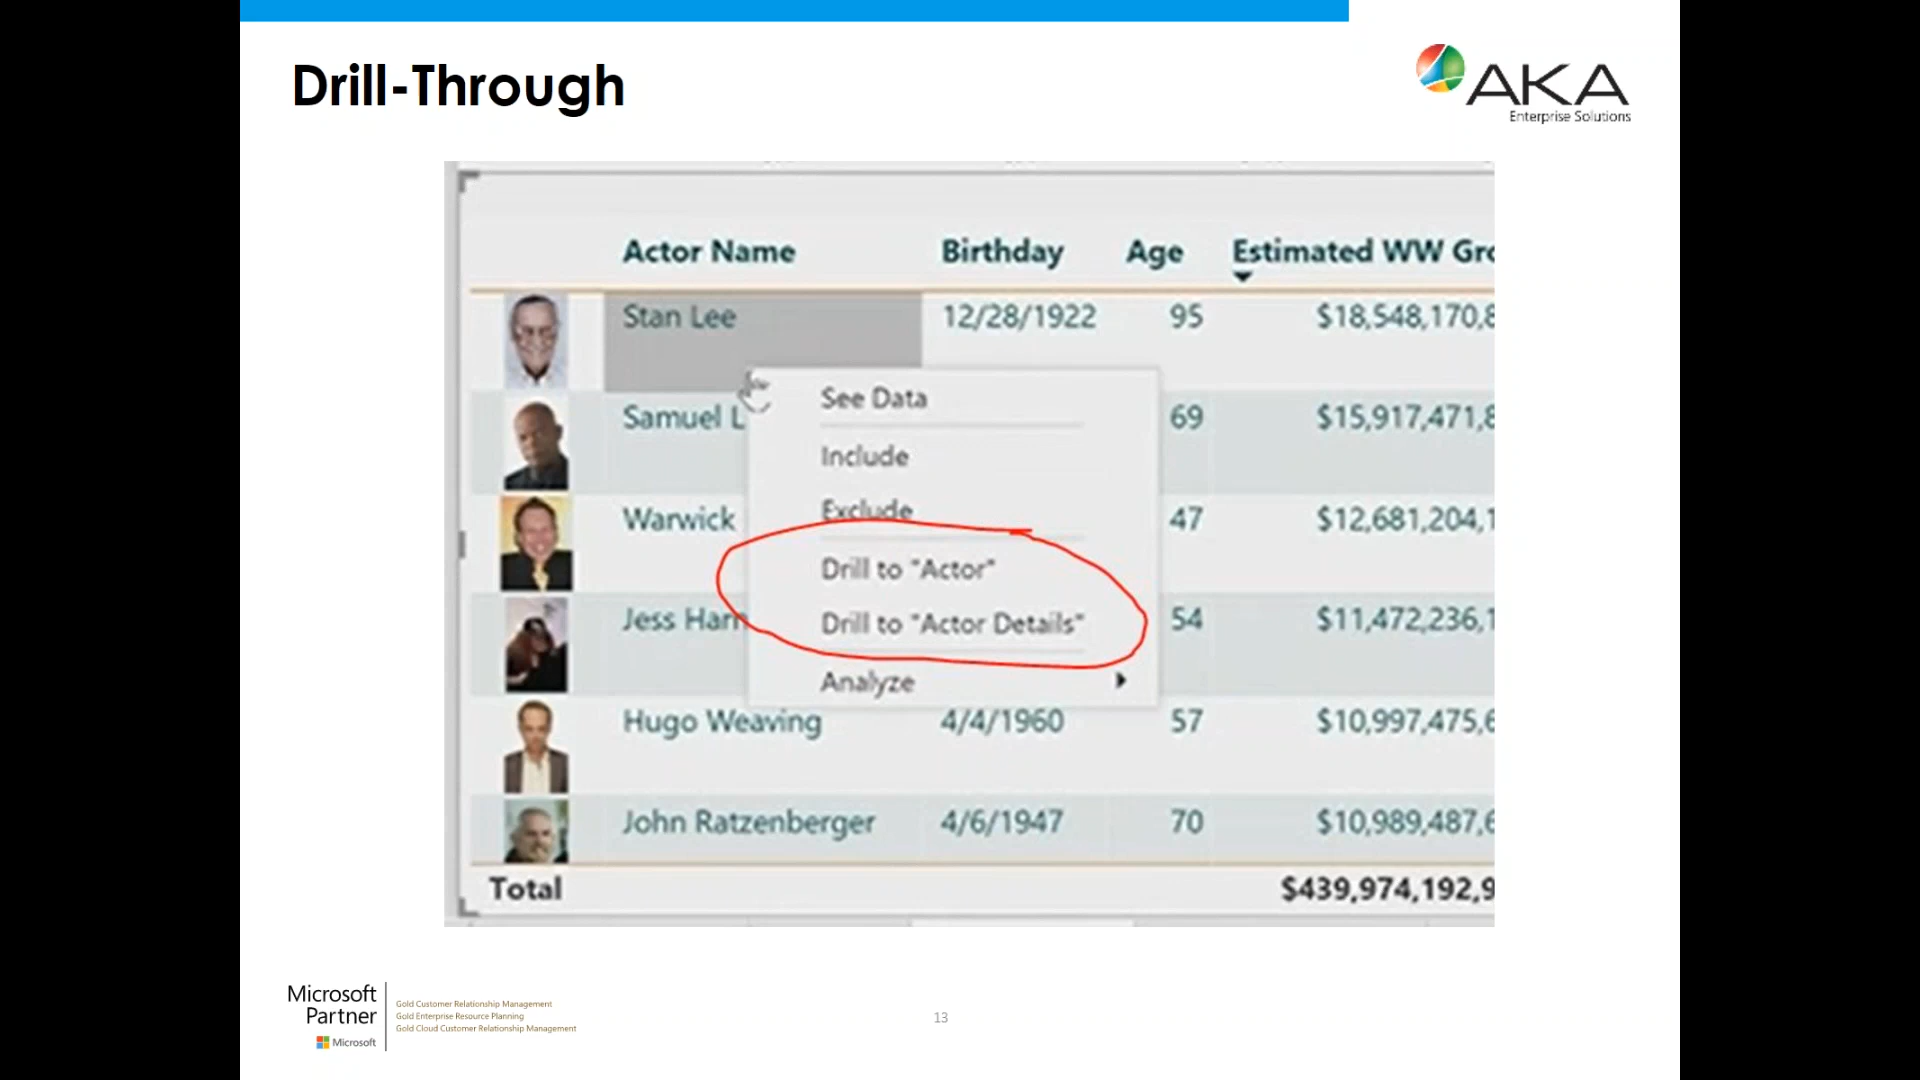 Drill-Through
AKA
Enterprise Solutions
Actor Name Birthday Age Estimated WW Gro
Stan Lee 12/28/1922 95 $18,548,170,8
See Data
Samuel L 69 $15,917,471,8
Include
Exclude
Warwick 47 $12,681,204,1
Drill to "Actor"
Drill to "Actor Details"
Jess Harn 54 $11,472,236,1
Analyze
Hugo Weaving 4/4/1960 57 $10,997,475,6
John Ratzenberger 4/6/1947 70 $10,989,487,6
Total $439,974,192,9
Microsoft
Partner
Microsoft
Gold Customer Relationship Management
Gold Enterprise Resource Planning
Gold Cloud Customer Relationship Management
13